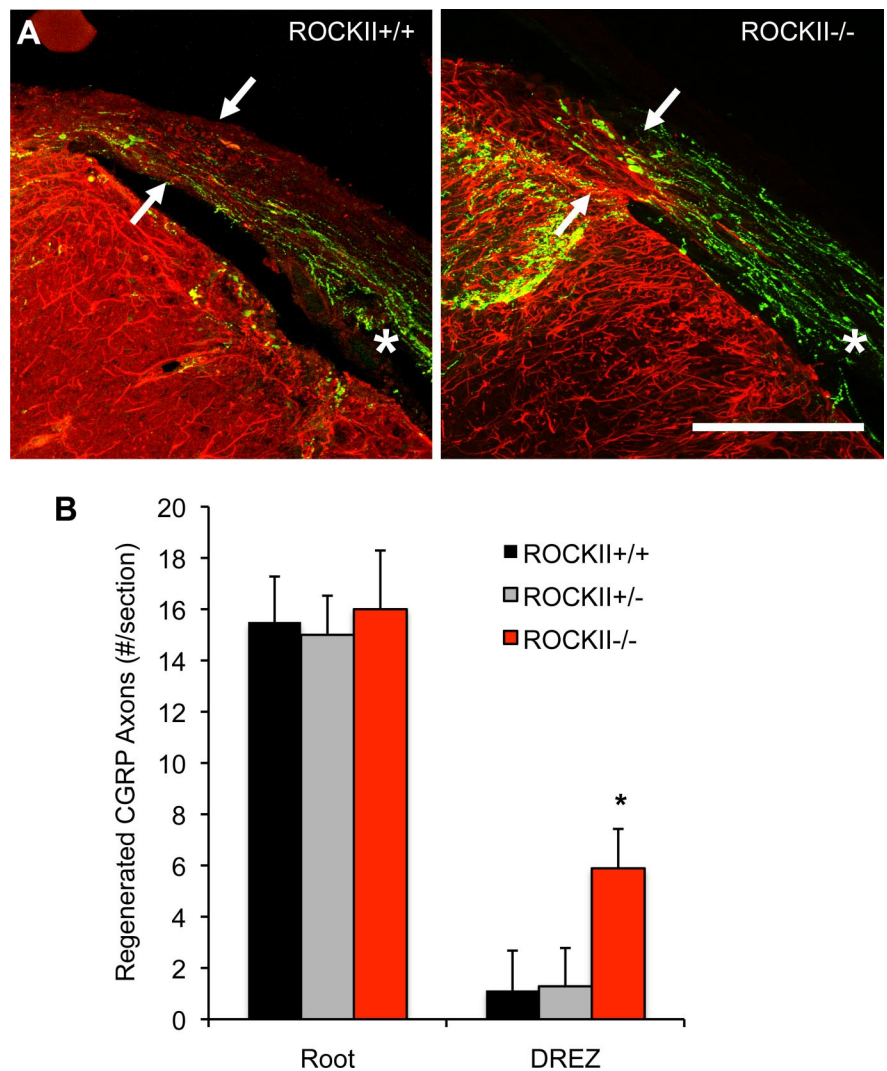 A
ROCKII+/+
ROCKII-/-
*
*
B
Regenerated CGRP Axons (#/section)
20
18
16
14
12
10
8
6
4
2
0
ROCKII+/+
ROCKII+/-
ROCKII-/-
*
Root
DREZ